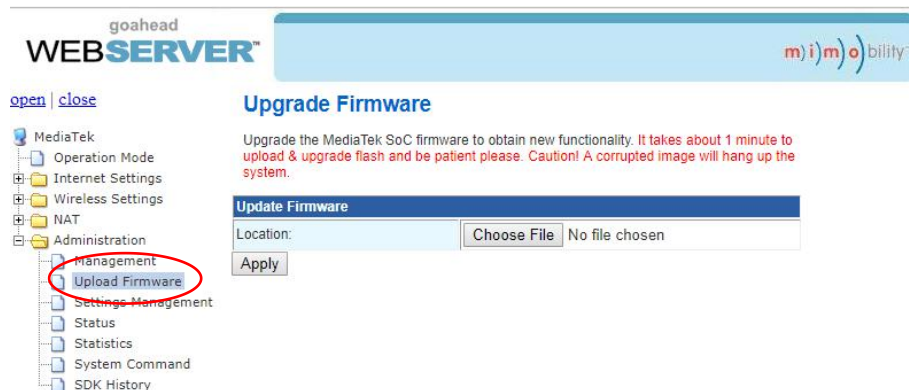 goahead
WEBSERVER™
m)i)m)o)bility™
open | close
Upgrade Firmware
MediaTek
Operation Mode
Internet Settings
Wireless Settings
NAT
Administration
Management
Upload Firmware
Settings Management
Status
Statistics
System Command
SDK History
Upgrade the MediaTek SoC firmware to obtain new functionality. It takes about 1 minute to
upload & upgrade flash and be patient please. Caution! A corrupted image will hang up the
system.
Update Firmware
Location:
Choose File No file chosen
Apply